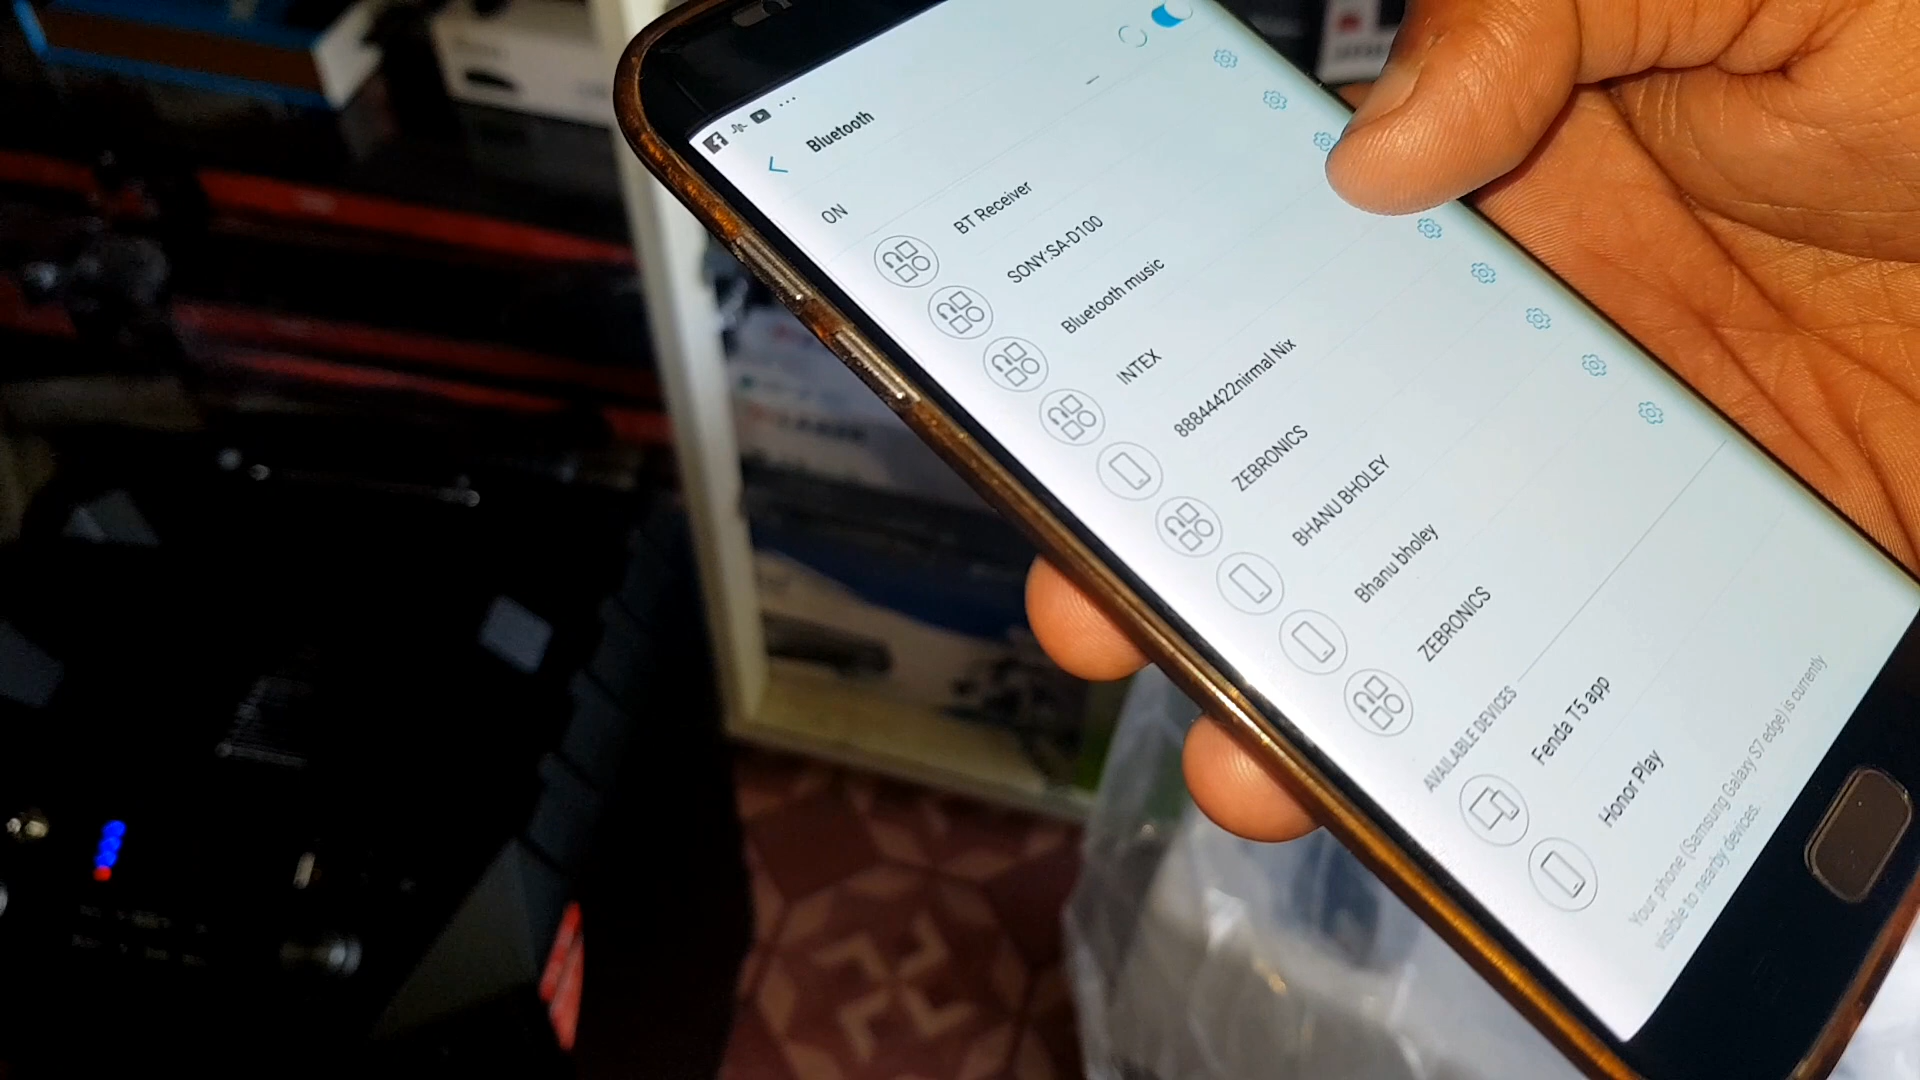 Bluetooth
ON
BT Receiver
SONY:SA-D100
Bluetooth music
INTEX
88844422nirmal Nix
ZEBRONICS
BHANU BHOLEY
Bhanu bholey
ZEBRONICS
AVAILABLE DEVICES
Fenda T5 app
Honor Play
Your phone (Samsung Galaxy S7 edge) is currently
visible to nearby devices.